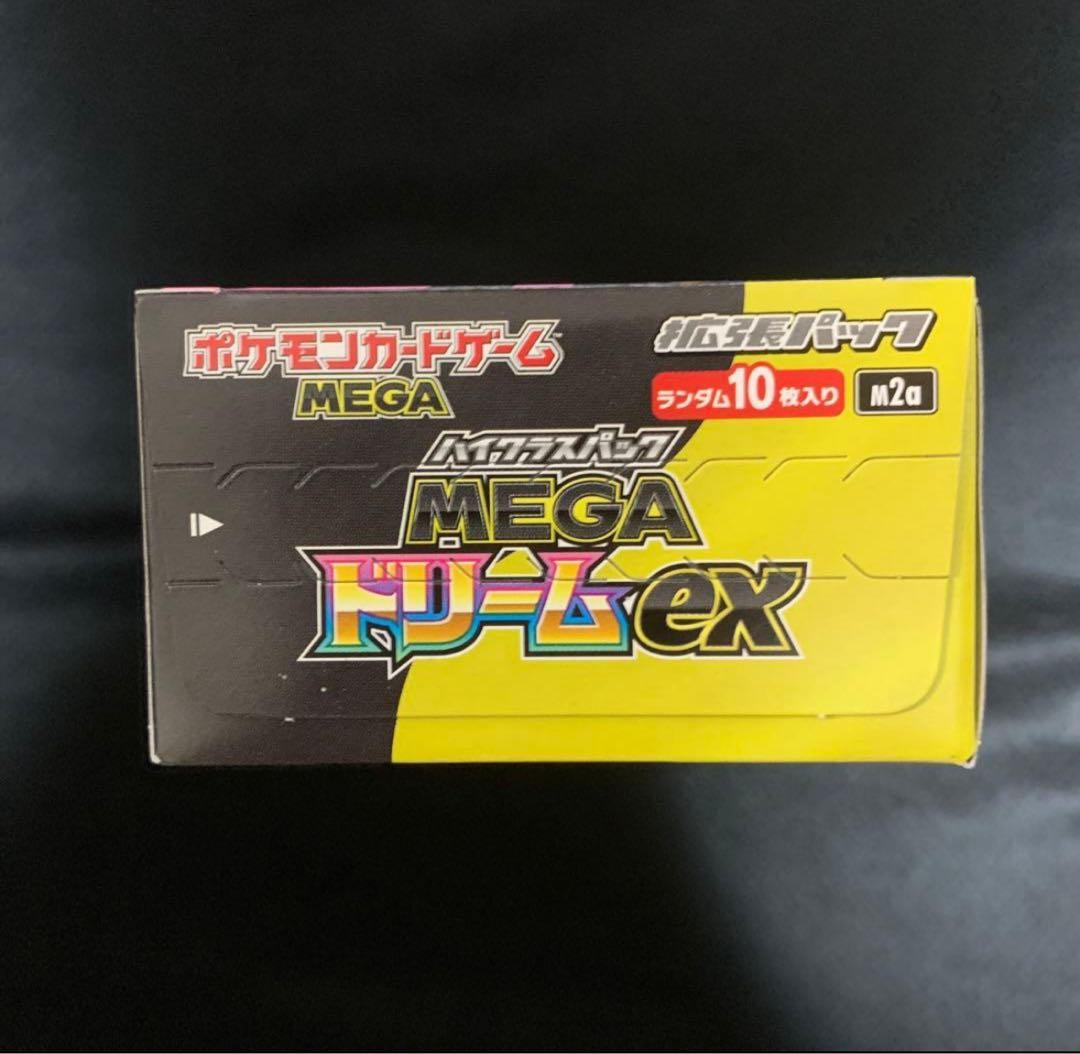 ポケモンカードゲーム™
MEGA
拡張パック
ランダム10枚入り
M2a
ハイクラスパック
MEGA
ドリームex